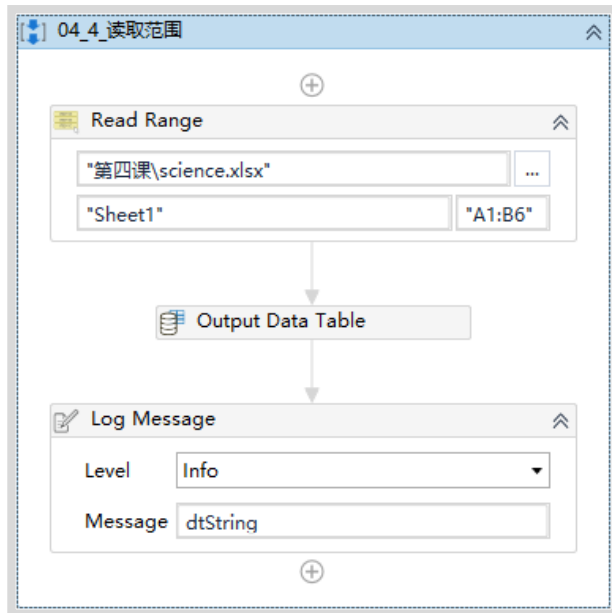 04_4_读取范围
Read Range
"第四课\science.xlsx"
...
"Sheet1"
"A1:B6"
Output Data Table
Log Message
Level
Info
Message
dtString